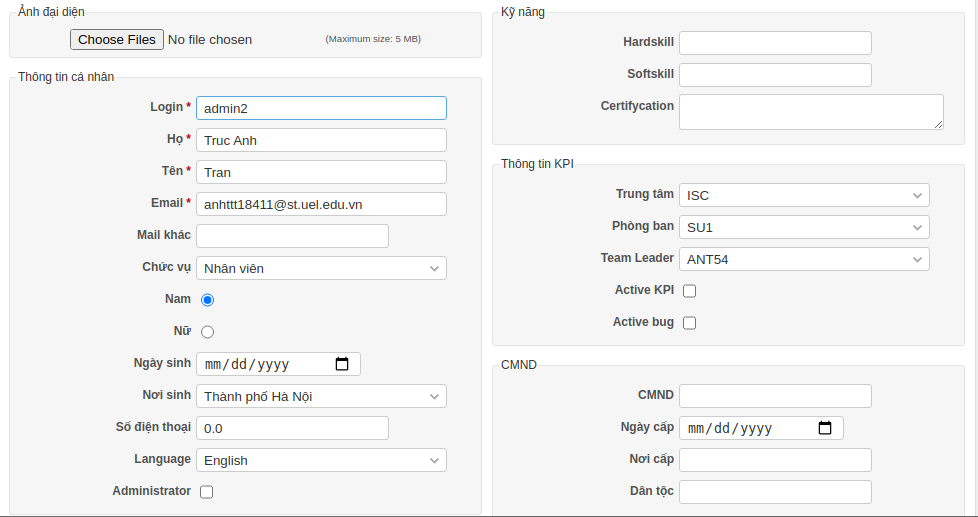 Ảnh đại diện
Choose Files No file chosen (Maximum size: 5 MB)
Thông tin cá nhân
Login * admin2
Họ * Truc Anh
Tên * Tran
Email * anhttt18411@st.uel.edu.vn
Mail khác
Chức vụ Nhân viên
Nam
Nữ
Ngày sinh mm/dd/yyyy
Nơi sinh Thành phố Hà Nội
Số điện thoại 0.0
Language English
Administrator
Kỹ năng
Hardskill
Softskill
Certifycation
Thông tin KPI
Trung tâm ISC
Phòng ban SU1
Team Leader ANT54
Active KPI
Active bug
CMND
CMND
Ngày cấp mm/dd/yyyy
Nơi cấp
Dân tộc